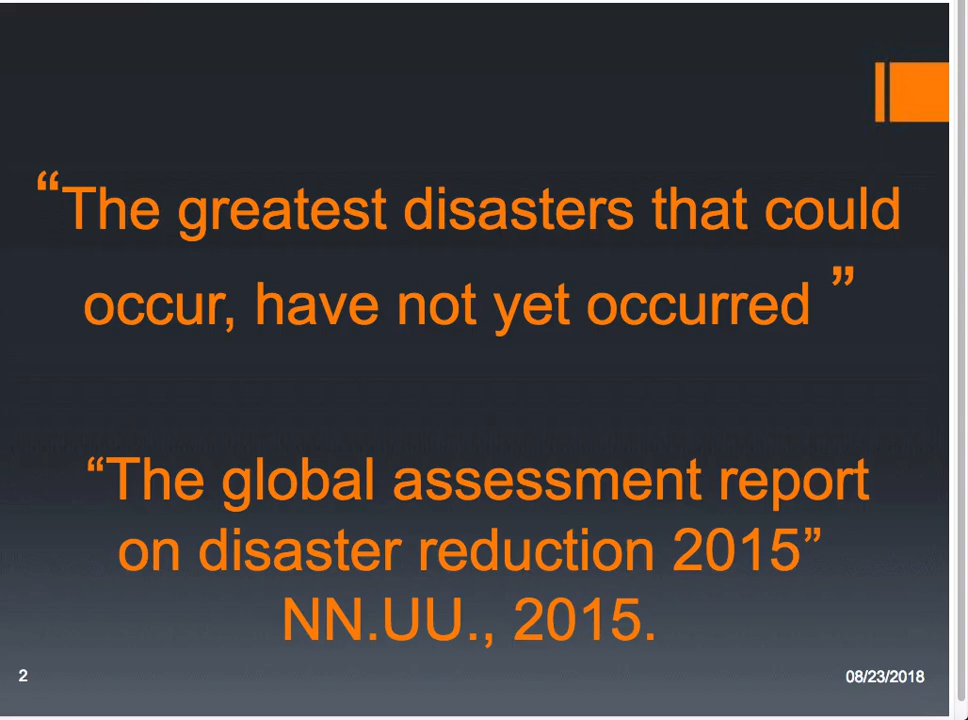 “The greatest disasters that could
occur, have not yet occurred ”
“The global assessment report
on disaster reduction 2015”
NN.UU., 2015.
2
08/23/2018